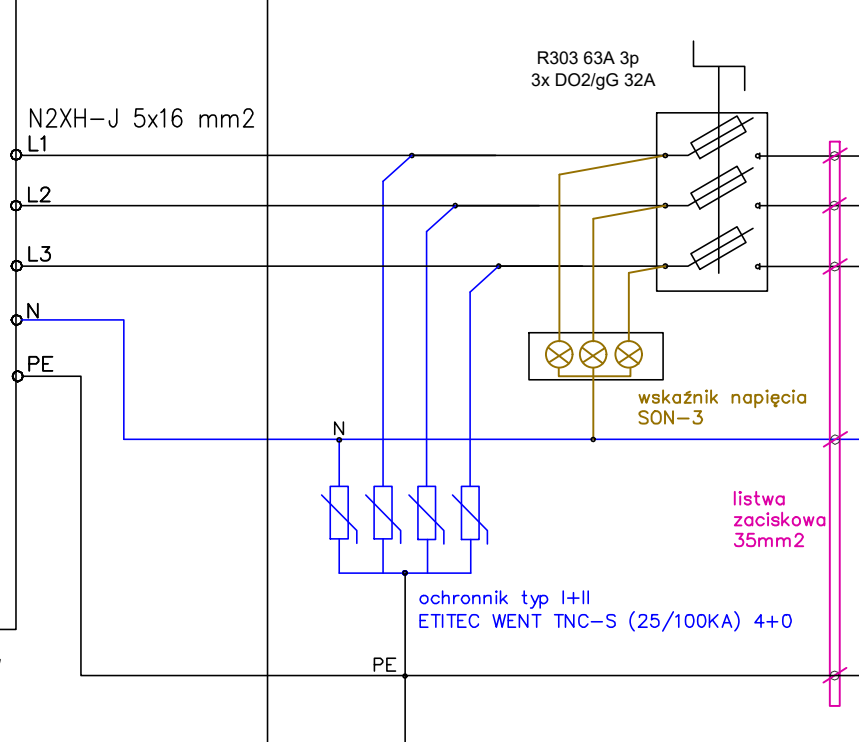 R303 63A 3p
3x DO2/gG 32A
N2XH-J 5x16 mm2
L1
L2
L3
N
PE
wskaźnik napięcia
SON-3
N
listwa
zaciskowa
35mm2
ochronnik typ I+II
ETITEC WENT TNC-S (25/100KA) 4+0
PE